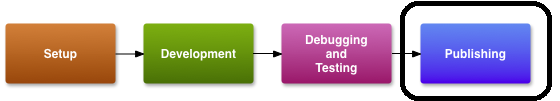 Setup
Development
Debugging
and
Testing
Publishing